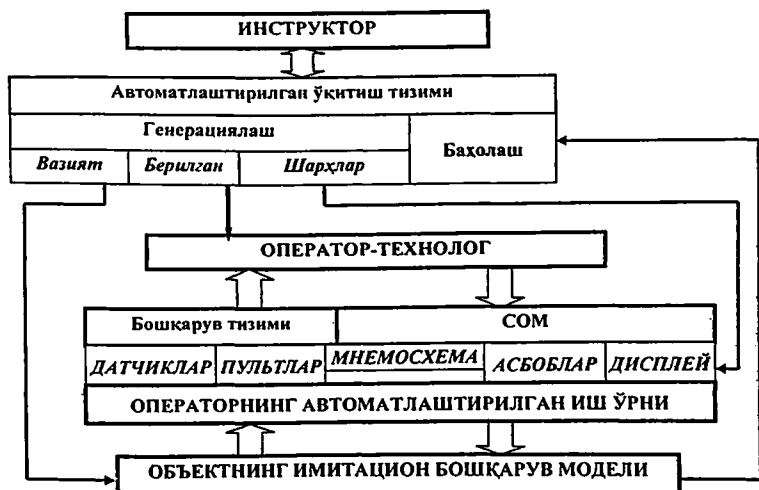 ИНСТРУКТОР
Автоматлаштирилган ўқитиш тизими
Генерациялаш
Баҳолаш
Вазият Берилган Шарҳлар
ОПЕРАТОР-ТЕХНОЛОГ
Бошқарув тизими СОМ
ДАТЧИКЛАР ПУЛЬТЛАР МНЕМОСХЕМА АСБОБЛАР ДИСПЛЕЙ
ОПЕРАТОРНИНГ АВТОМАТЛАШТИРИЛГАН ИШ ЎРНИ
ОБЪЕКТНИНГ ИМИТАЦИОН БОШҚАРУВ МОДЕЛИ